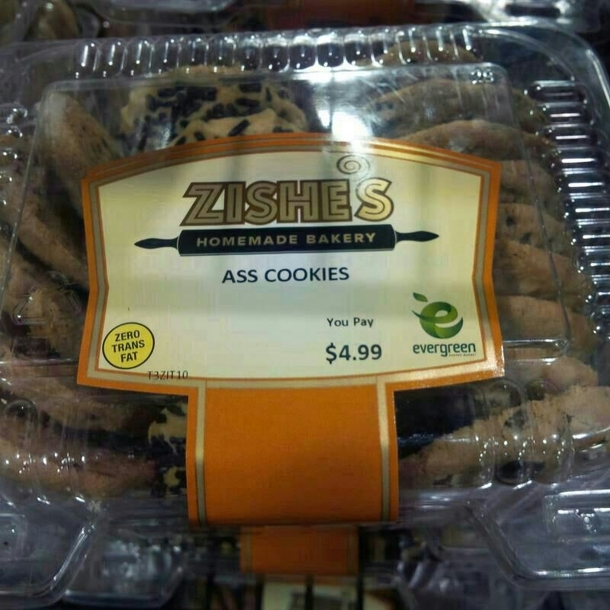 ZISHE'S
HOMEMADE BAKERY
ASS COOKIES
You Pay
$4.99
ZERO
TRANS
FAT
evergreen
T3ZIT10